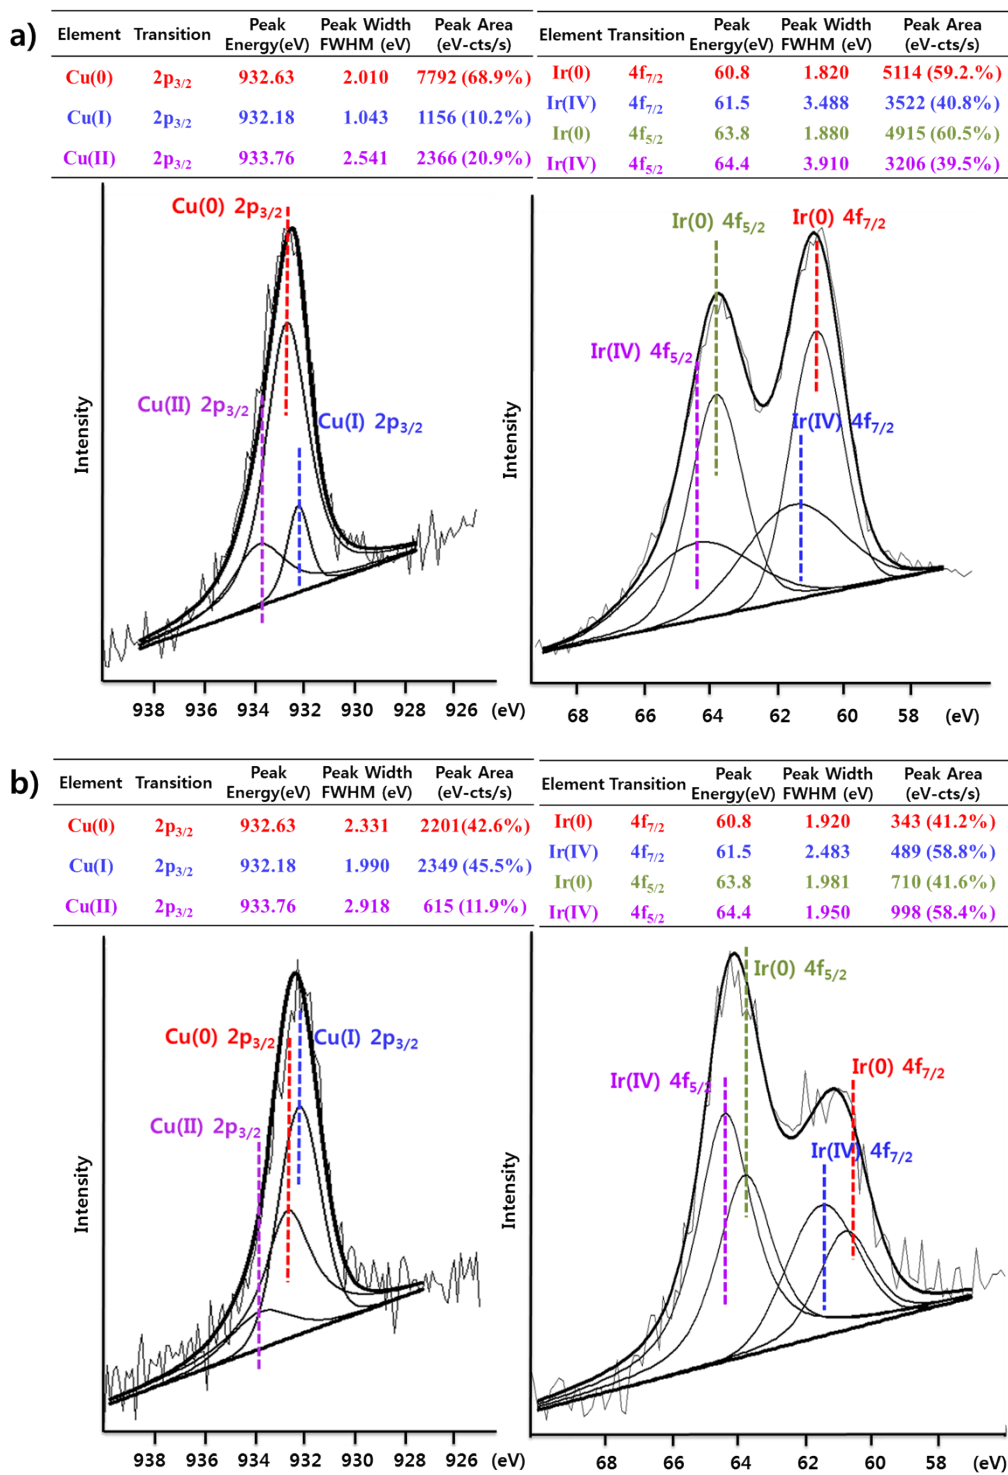 a)
Element Transition Peak Energy(eV) Peak Width FWHM (eV) Peak Area (eV-cts/s)
Cu(0) 2p3/2 932.63 2.010 7792 (68.9%)
Cu(I) 2p3/2 932.18 1.043 1156 (10.2%)
Cu(II) 2p3/2 933.76 2.541 2366 (20.9%)
Element Transition Peak Energy(eV) Peak Width FWHM (eV) Peak Area (eV-cts/s)
Ir(0) 4f7/2 60.8 1.820 5114 (59.2.%)
Ir(IV) 4f7/2 61.5 3.488 3522 (40.8%)
Ir(0) 4f5/2 63.8 1.880 4915 (60.5%)
Ir(IV) 4f5/2 64.4 3.910 3206 (39.5%)
Cu(0) 2p3/2
Cu(II) 2p3/2
Cu(I) 2p3/2
Intensity
938 936 934 932 930 928 926 (eV)
Ir(0) 4f5/2
Ir(0) 4f7/2
Ir(IV) 4f5/2
Ir(IV) 4f7/2
Intensity
68 66 64 62 60 58 (eV)
b)
Element Transition Peak Energy(eV) Peak Width FWHM (eV) Peak Area (eV-cts/s)
Cu(0) 2p3/2 932.63 2.331 2201 (42.6%)
Cu(I) 2p3/2 932.18 1.990 2349 (45.5%)
Cu(II) 2p3/2 933.76 2.918 615 (11.9%)
Element Transition Peak Energy(eV) Peak Width FWHM (eV) Peak Area (eV-cts/s)
Ir(0) 4f7/2 60.8 1.920 343 (41.2%)
Ir(IV) 4f7/2 61.5 2.483 489 (58.8%)
Ir(0) 4f5/2 63.8 1.981 710 (41.6%)
Ir(IV) 4f5/2 64.4 1.950 998 (58.4%)
Cu(0) 2p3/2
Cu(I) 2p3/2
Cu(II) 2p3/2
Intensity
938 936 934 932 930 928 926 (eV)
Ir(0) 4f5/2
Ir(IV) 4f5/2
Ir(0) 4f7/2
Ir(IV) 4f7/2
Intensity
68 66 64 62 60 58 (eV)